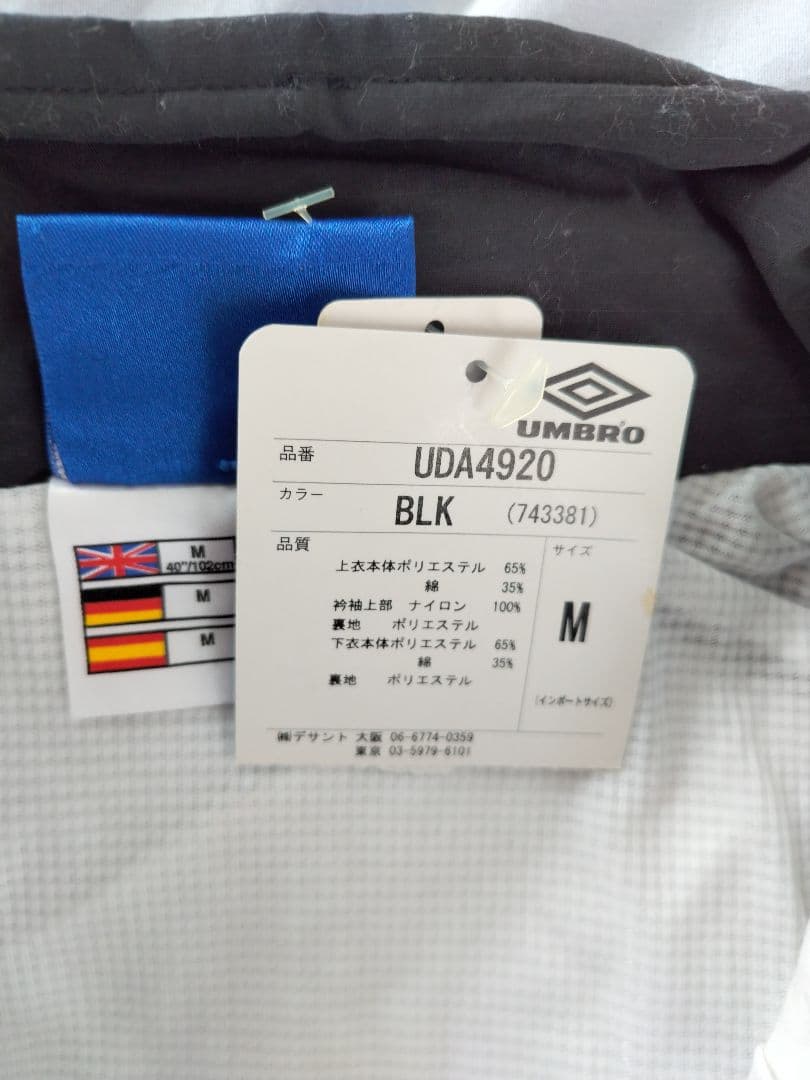 UMBRO
品番 UDA4920
カラー BLK (743381)
品質
上衣本体ポリエステル 65%
綿 35%
衿袖上部 ナイロン 100%
裏地 ポリエステル
下衣本体ポリエステル 65%
綿 35%
裏地 ポリエステル
サイズ
M
(インポートサイズ)
㈱デサント 大阪 06-6774-0359
東京 03-5979-6101
M
40"/102cm
M
M